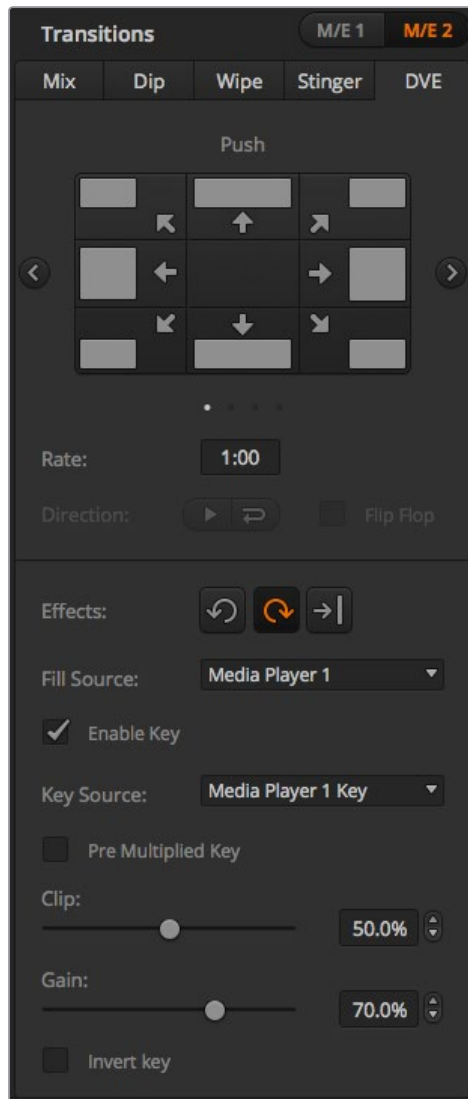 Transitions M/E 1 M/E 2
Mix Dip Wipe Stinger DVE
Push
Rate: 1:00
Direction: Flip Flop
Effects:
Fill Source: Media Player 1
Enable Key
Key Source: Media Player 1 Key
Pre Multiplied Key
Clip:
50.0%
Gain:
70.0%
Invert key